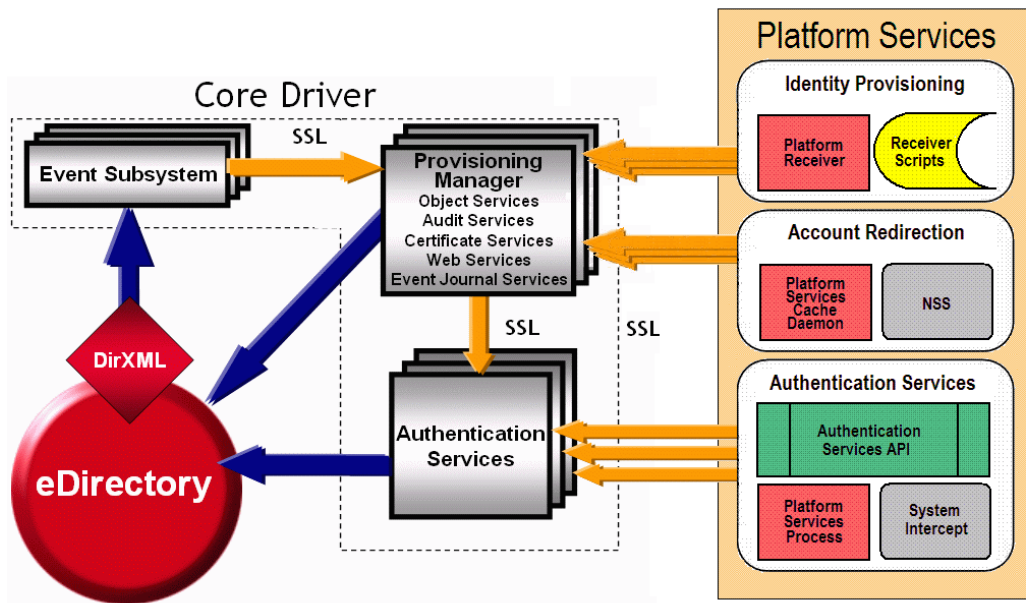 Core Driver
SSL
Event Subsystem
Provisioning
Manager
Object Services
Audit Services
Certificate Services
Web Services
Event Journal Services
SSL
SSL
DirXML
eDirectory
Authentication
Services
Platform Services
Identity Provisioning
Platform
Receiver
Receiver
Scripts
Account Redirection
Platform
Services
Cache
Daemon
NSS
Authentication Services
Authentication
Services API
Platform
Services
Process
System
Intercept